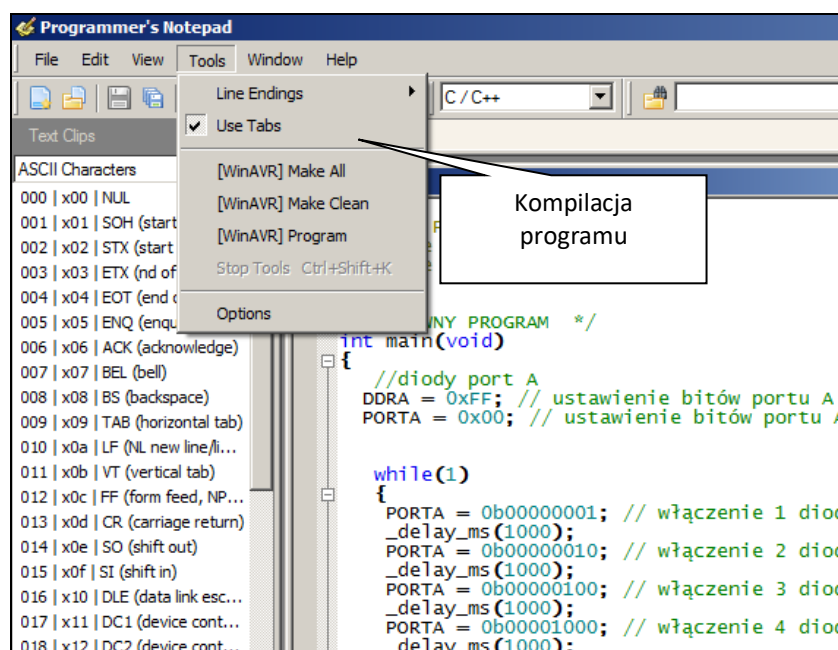 Programmer's Notepad
File Edit View Tools Window Help
C / C++
Line Endings
Use Tabs
[WinAVR] Make All
[WinAVR] Make Clean
[WinAVR] Program
Stop Tools Ctrl+Shift+K
Options
Kompilacja
programu
Text Clips
ASCII Characters
000 | x00 | NUL
001 | x01 | SOH (start
002 | x02 | STX (start
003 | x03 | ETX (nd of
004 | x04 | EOT (end
005 | x05 | ENQ (enqu
006 | x06 | ACK (acknowledge)
007 | x07 | BEL (bell)
008 | x08 | BS (backspace)
009 | x09 | TAB (horizontal tab)
010 | x0a | LF (NL new line/li...
011 | x0b | VT (vertical tab)
012 | x0c | FF (form feed, NP...
013 | x0d | CR (carriage return)
014 | x0e | SO (shift out)
015 | x0f | SI (shift in)
016 | x10 | DLE (data link esc...
017 | x11 | DC1 (device cont...
018 | x12 | DC2 (device cont...
WNY PROGRAM */
int main(void)
{
//diody port A
DDRA = 0xFF; // ustawienie bitów portu A
PORTA = 0x00; // ustawienie bitów portu A
while(1)
{
PORTA = 0b00000001; // włączenie 1 diod
_delay_ms(1000);
PORTA = 0b00000010; // włączenie 2 diod
_delay_ms(1000);
PORTA = 0b00000100; // włączenie 3 diod
_delay_ms(1000);
PORTA = 0b00001000; // włączenie 4 diod
_delay_ms(1000);